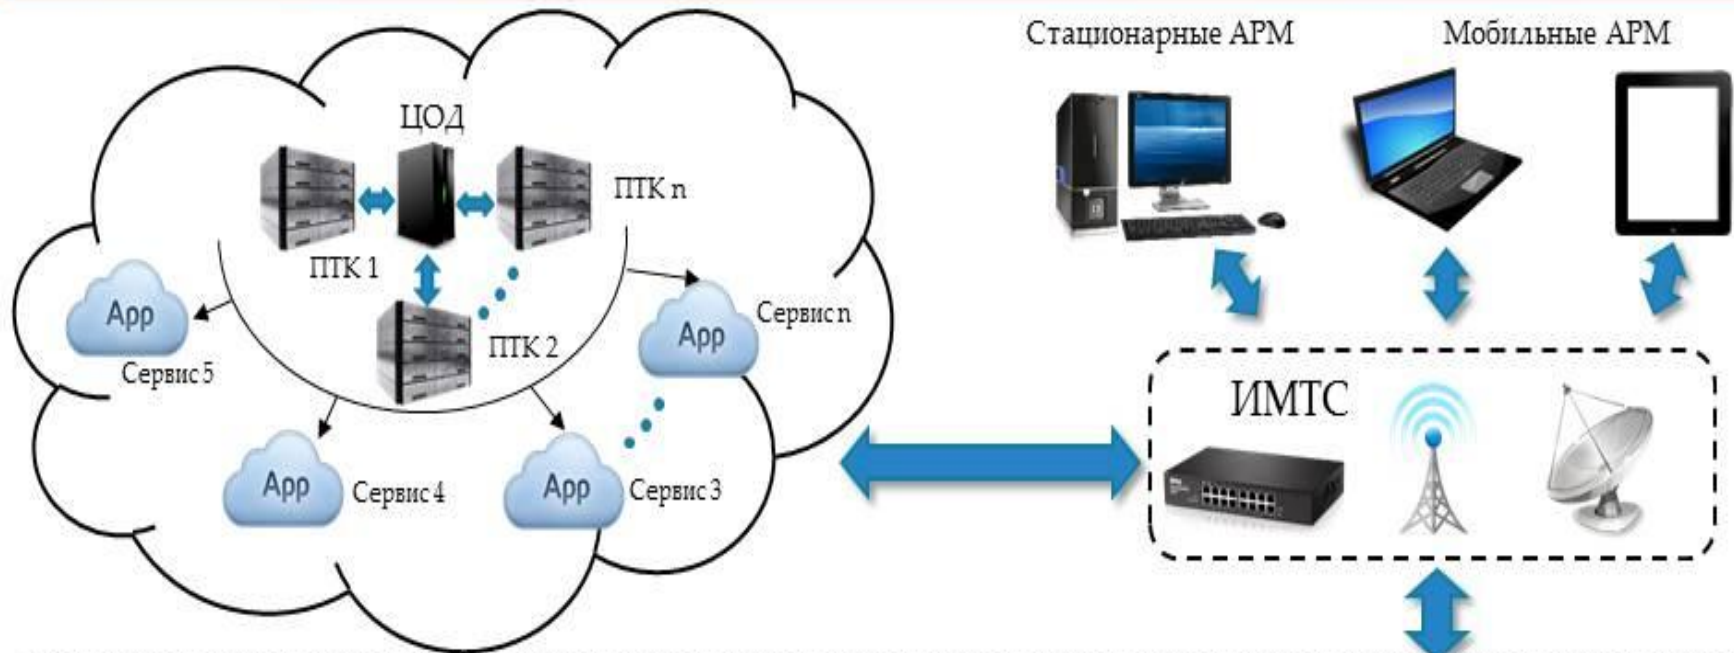 Стационарные АРМ
Мобильные АРМ
ЦОД
ПТК n
ПТК 1
ПТК 2
App
Сервис 5
App
Сервис n
App
Сервис 4
App
Сервис 3
ИМТС